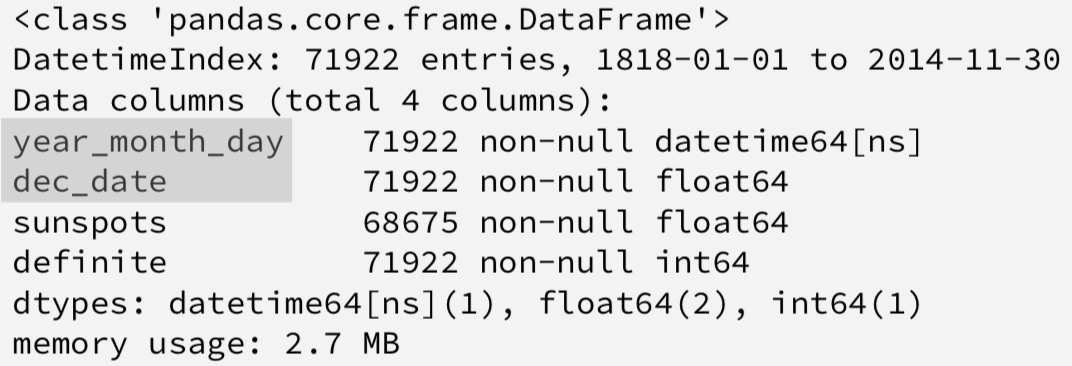 <class 'pandas.core.frame.DataFrame'>
DatetimeIndex: 71922 entries, 1818-01-01 to 2014-11-30
Data columns (total 4 columns):
year_month_day    71922 non-null datetime64[ns]
dec_date          71922 non-null float64
sunspots          68675 non-null float64
definite          71922 non-null int64
dtypes: datetime64[ns](1), float64(2), int64(1)
memory usage: 2.7 MB